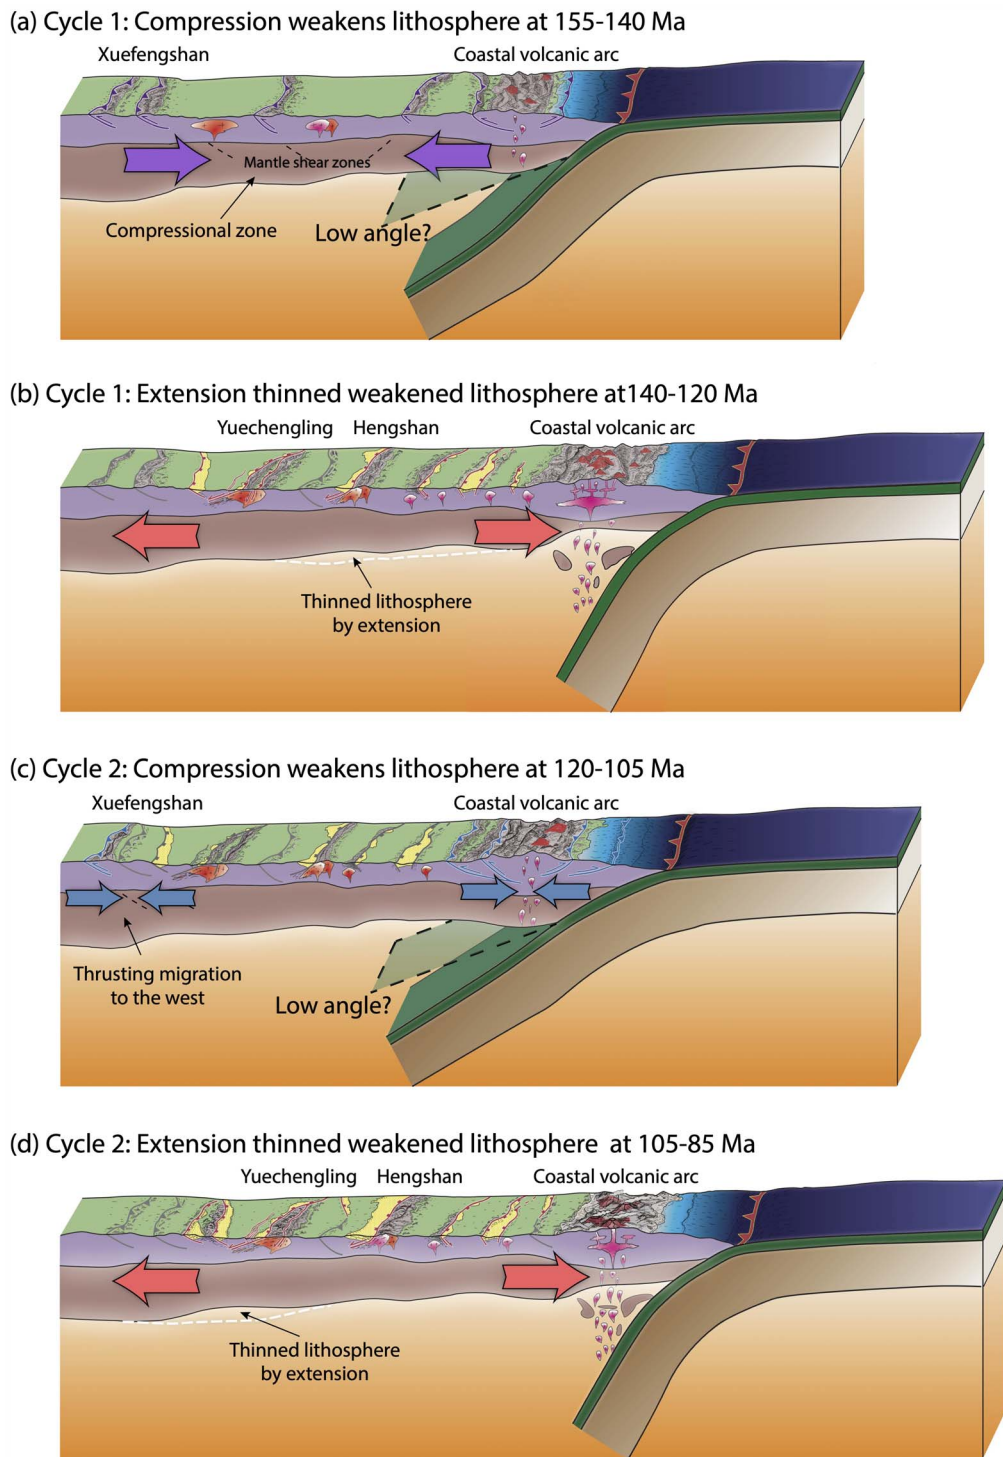 (a) Cycle 1: Compression weakens lithosphere at 155-140 Ma
Xuefengshan
Coastal volcanic arc
Mantle shear zones
Compressional zone
Low angle?
(b) Cycle 1: Extension thinned weakened lithosphere at140-120 Ma
Yuechengling
Hengshan
Coastal volcanic arc
Thinned lithosphere
by extension
(c) Cycle 2: Compression weakens lithosphere at 120-105 Ma
Xuefengshan
Coastal volcanic arc
Thrusting migration
to the west
Low angle?
(d) Cycle 2: Extension thinned weakened lithosphere at 105-85 Ma
Yuechengling
Hengshan
Coastal volcanic arc
Thinned lithosphere
by extension